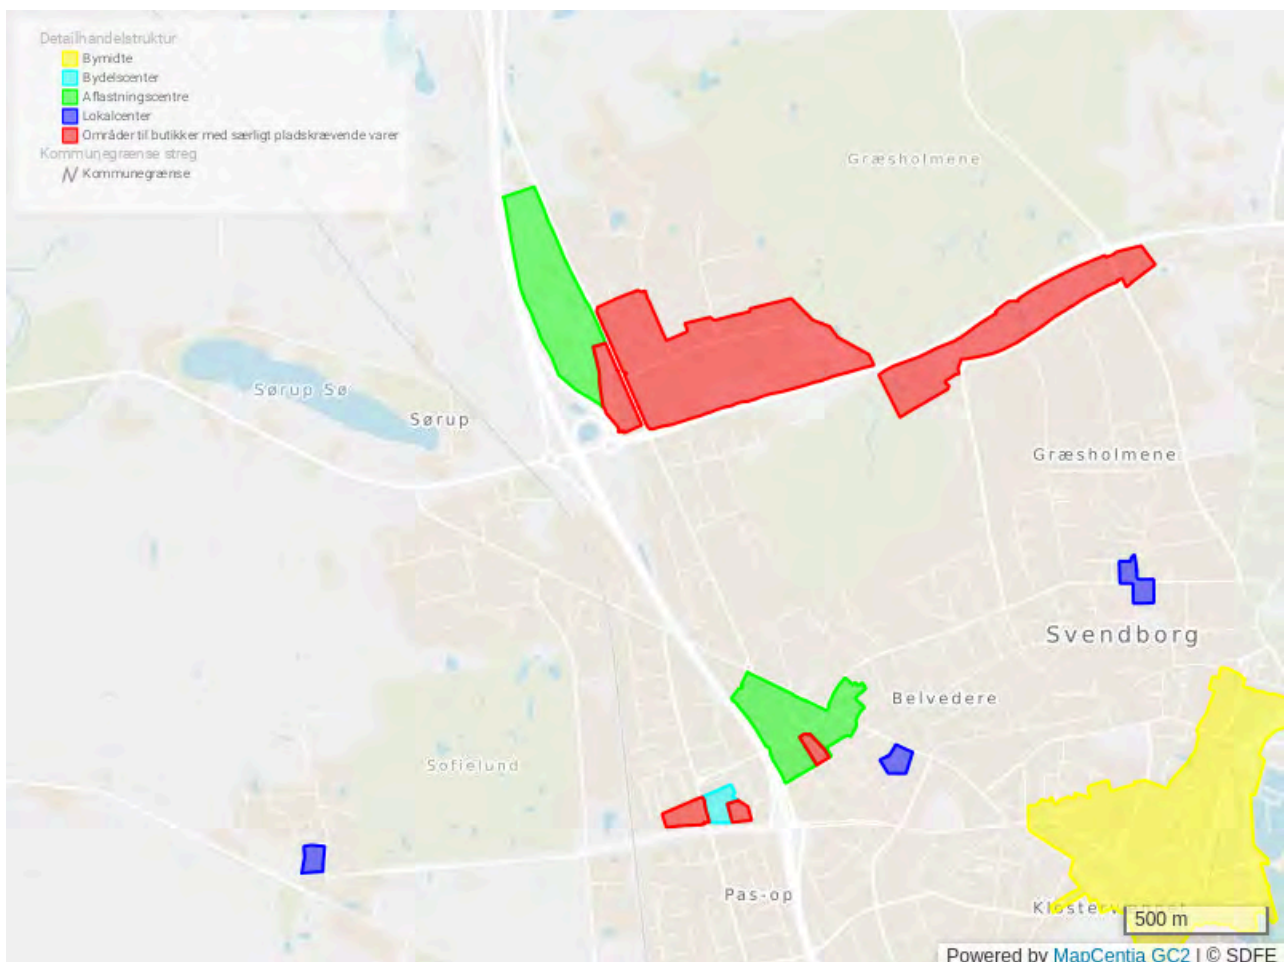 Detailhandelstruktur
Bymidte
Bydelscenter
Aflastningscentre
Lokalcenter
Områder til butikker med særligt pladskrævende varer
Kommunegrænse streg
Kommunegrænse
Græsholmene
Sørup Sø
Sørup
Græsholmene
Svendborg
Belvedere
Sofielund
Pas-op
Klostervænget
500 m
Powered by MapCentia GC2 | © SDFE